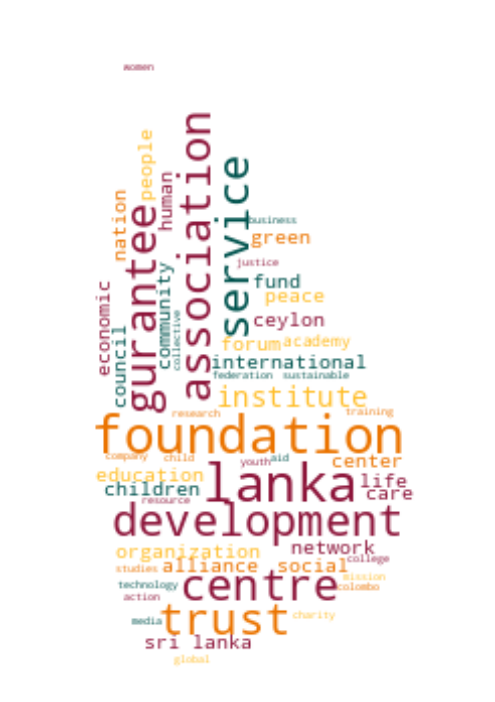 women
association
people
service
human
nation
gurantee
business
green
justice
community
fund
economic
peace
collective
ceylon
council
forum
academy
international
federation
sustainable
institute
research
training
foundation
company
child
youth
aid
center
education
lanka
life
children
care
resource
development
organization
network
college
studies
alliance
social
mission
technology
centre
colombo
action
trust
charity
media
sri lanka
global